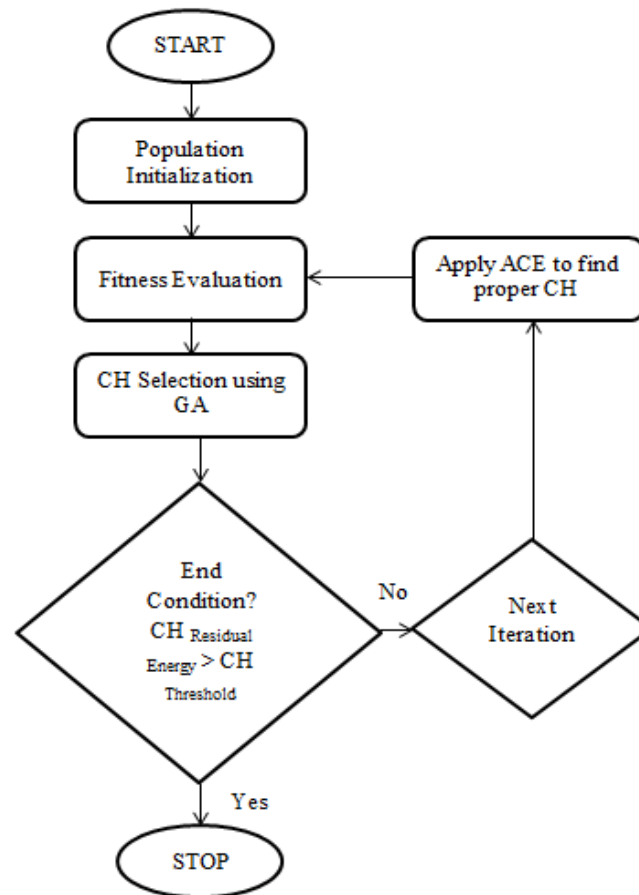 START
Population
Initialization
Fitness Evaluation
Apply ACE to find
proper CH
CH Selection using
GA
End
Condition?
CH Residual
Energy > CH
Threshold
No
Next
Iteration
Yes
STOP